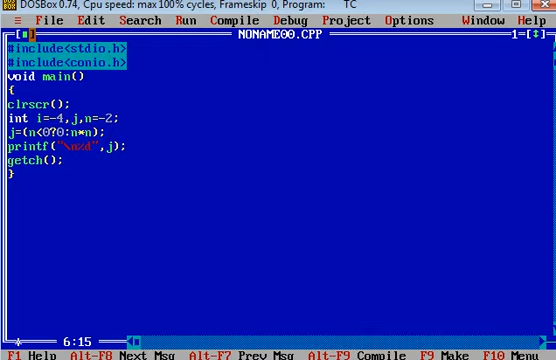 DOSBox 0.74, Cpu speed: max 100% cycles, Frameskip 0, Program: TC
≡ File Edit Search Run Compile Debug Project Options Window Help
[■] NONAME00.CPP 1=[↕]
#include<stdio.h>
#include<conio.h>
void main()
{
clrscr();
int i=-4,j,n=-2;
j=(n<0?0:n*n);
printf("\n%d",j);
getch();
}
6:15
F1 Help Alt-F8 Next Msg Alt-F7 Prev Msg Alt-F9 Compile F9 Make F10 Menu